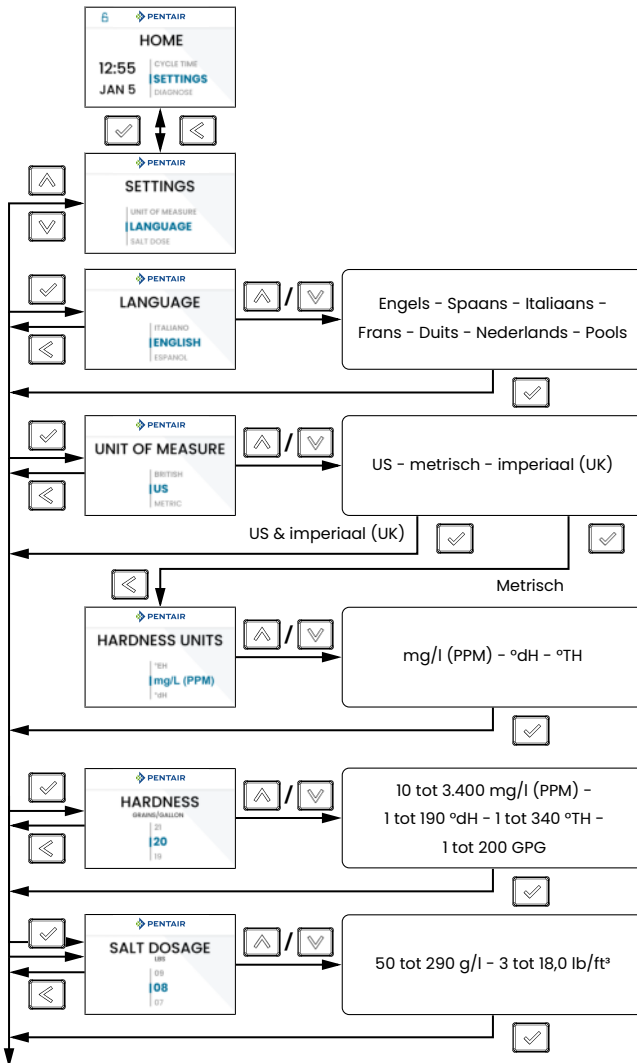 PENTAIR
HOME
12:55
JAN 5
CYCLE TIME
SETTINGS
DIAGNOSE
PENTAIR
SETTINGS
UNIT OF MEASURE
LANGUAGE
SALT DOSE
PENTAIR
LANGUAGE
ITALIANO
ENGLISH
ESPANOL
/
Engels - Spaans - Italiaans -
Frans - Duits - Nederlands - Pools
PENTAIR
UNIT OF MEASURE
BRITISH
US
METRIC
/
US - metrisch - imperiaal (UK)
US & imperiaal (UK)
Metrisch
PENTAIR
HARDNESS UNITS
°EH
mg/L (PPM)
°dH
/
mg/l (PPM) - °dH - °TH
PENTAIR
HARDNESS
GRAINS/GALLON
21
20
19
/
10 tot 3.400 mg/l (PPM) -
1 tot 190 °dH - 1 tot 340 °TH -
1 tot 200 GPG
PENTAIR
SALT DOSAGE
LBS
09
08
07
/
50 tot 290 g/l - 3 tot 18,0 lb/ft³